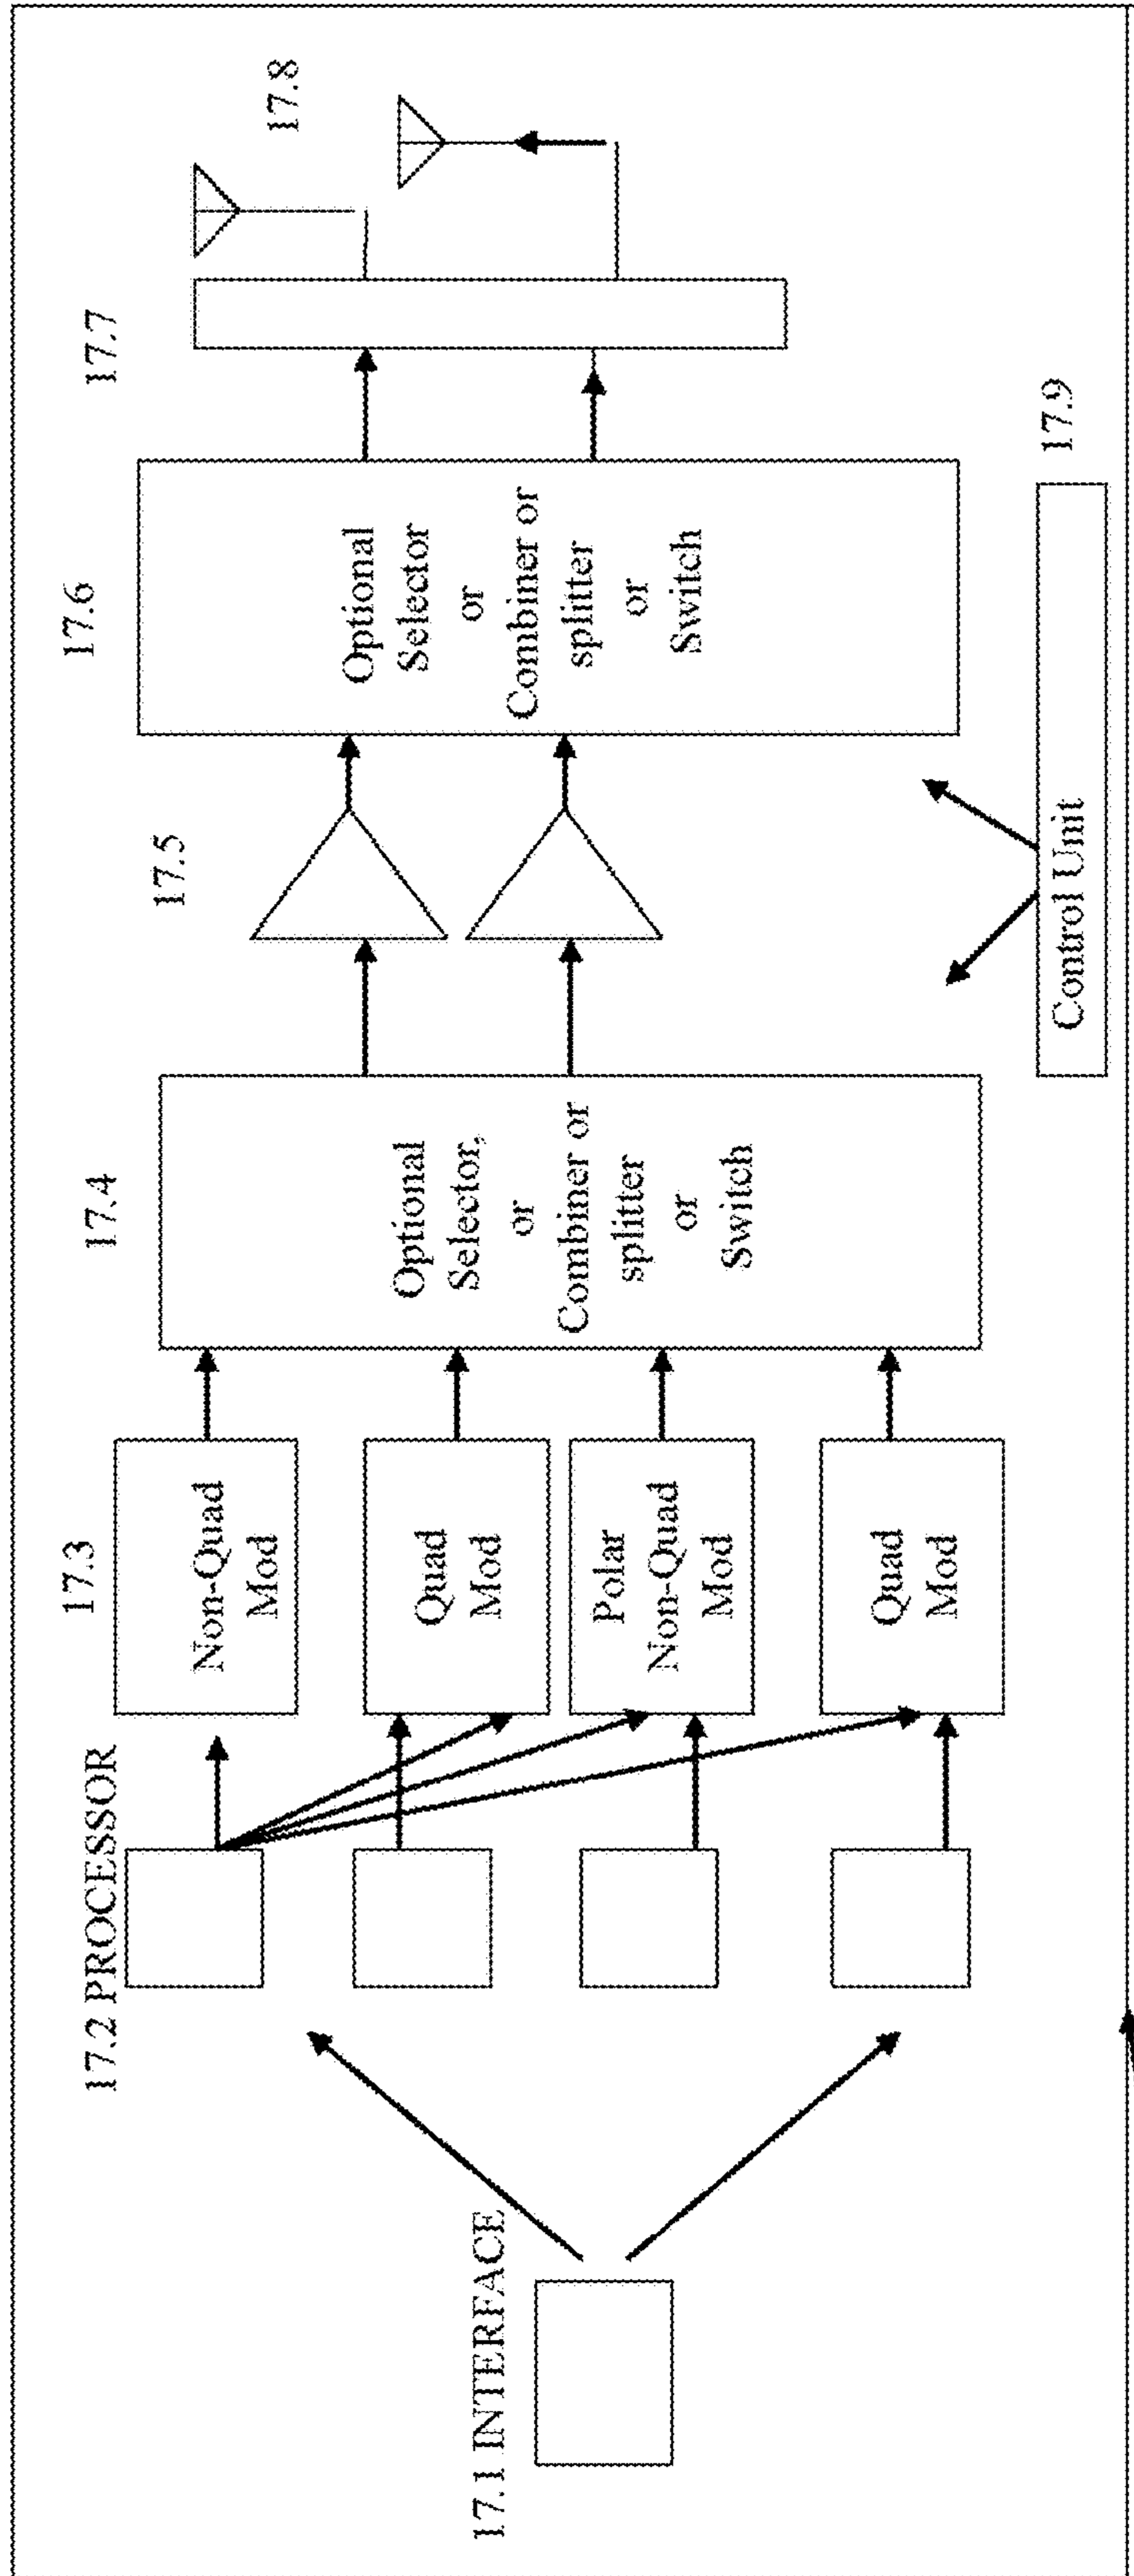 17.1 INTERFACE
17.2 PROCESSOR
17.3
Non-Quad
Mod
Quad
Mod
Polar
Non-Quad
Mod
Quad
Mod
17.4
Optional
Selector,
or
Combiner or
splitter
or
Switch
17.5
17.6
Optional
Selector
or
Combiner or
splitter
or
Switch
17.7
17.8
Control Unit
17.9